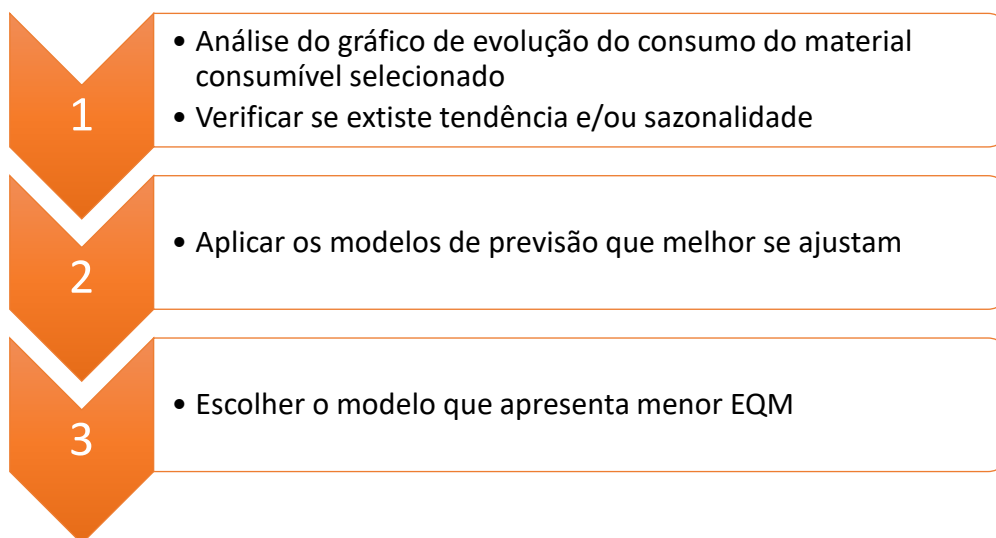 1
• Análise do gráfico de evolução do consumo do material
consumível selecionado
• Verificar se extiste tendência e/ou sazonalidade
2
• Aplicar os modelos de previsão que melhor se ajustam
3
• Escolher o modelo que apresenta menor EQM